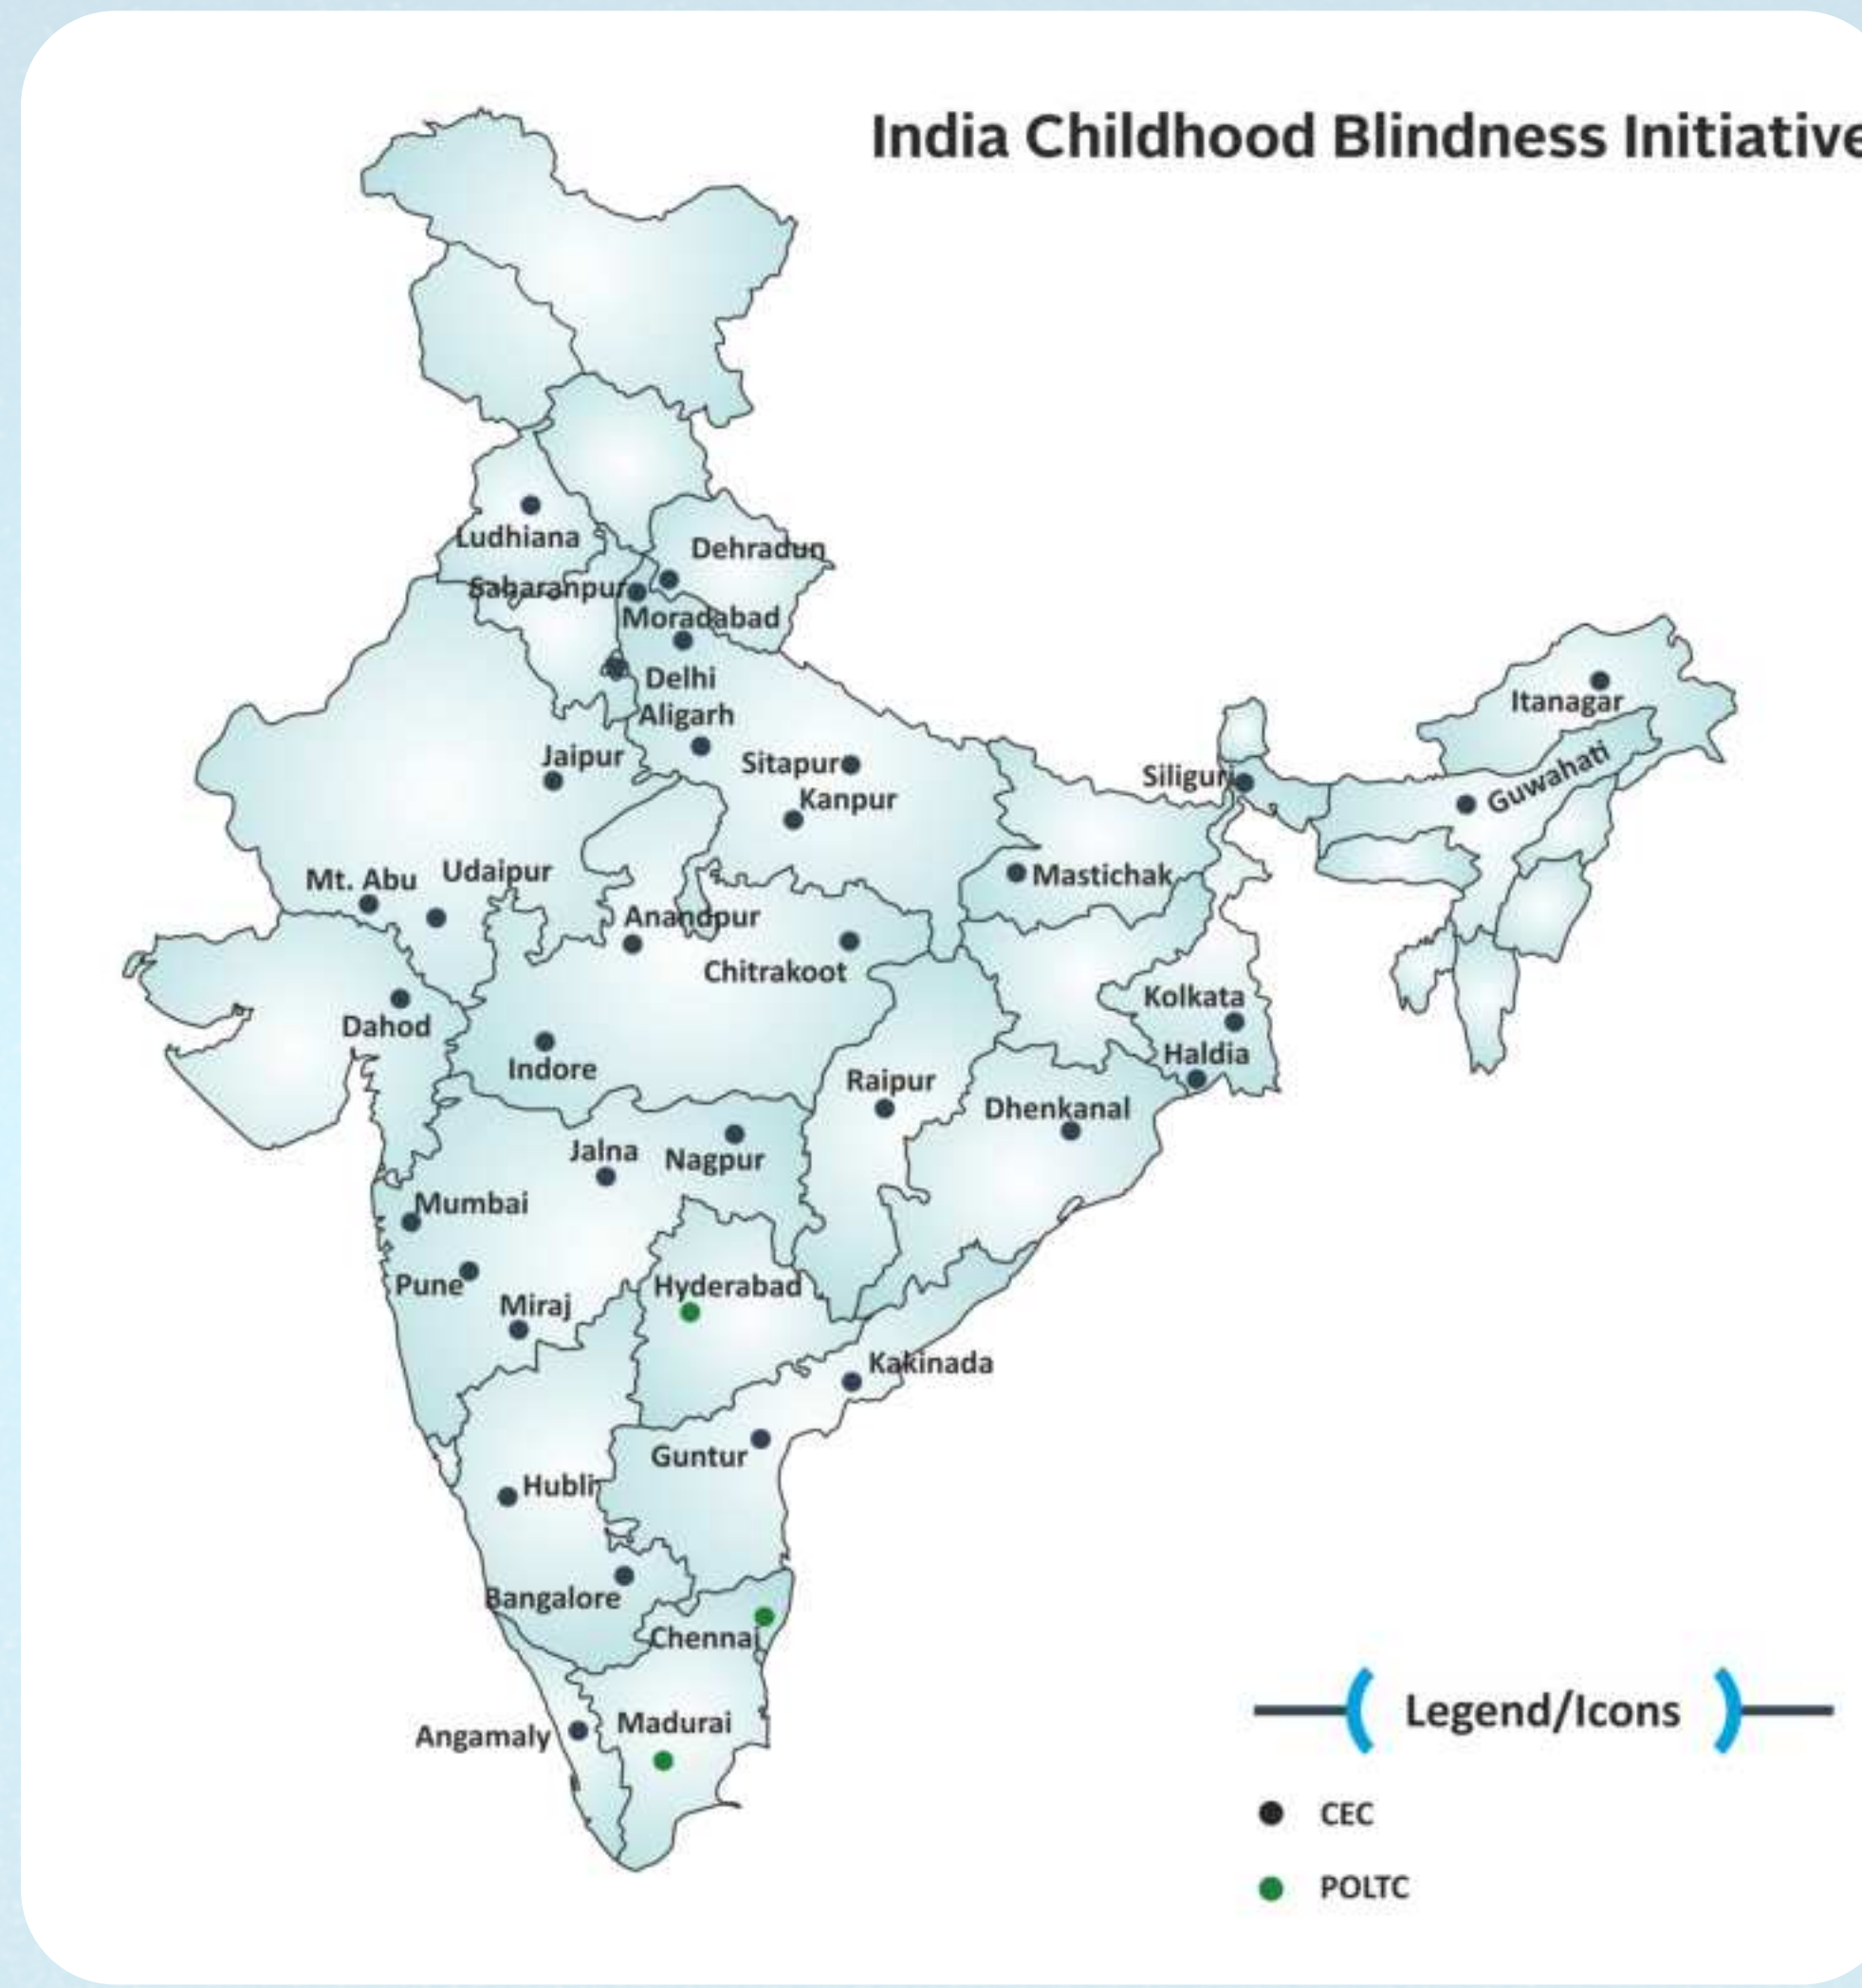 India Childhood Blindness Initiative
Ludhiana
Dehradun
Saharanpur
Moradabad
Delhi
Aligarh
Itanagar
Jaipur
Sitapur
Siliguri
Guwahati
Kanpur
Mt. Abu
Udaipur
Mastichak
Anandpur
Chitrakoot
Kolkata
Dahod
Haldia
Indore
Raipur
Dhenkanal
Jalna
Nagpur
Mumbai
Pune
Hyderabad
Miraj
Kakinada
Guntur
Hubli
Bangalore
Chennai
Madurai
Angamaly
Legend/Icons
CEC
POLTC